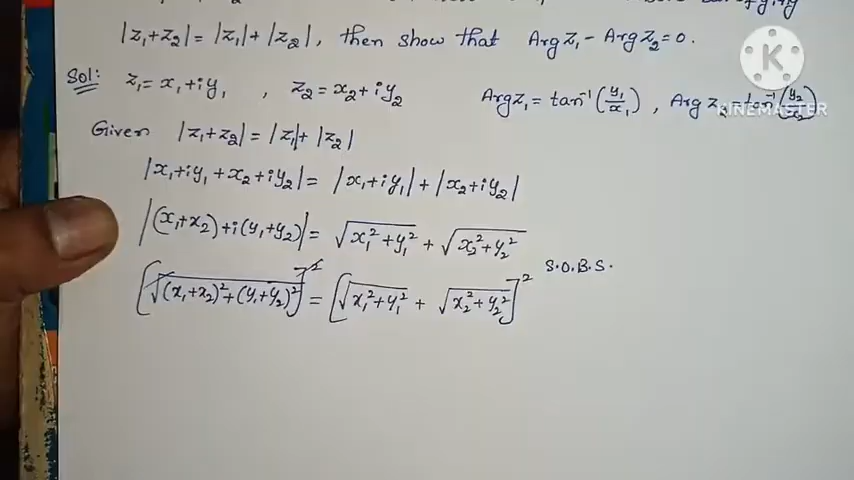 |z₁+z₂| = |z₁|+|z₂|, then show that Arg z₁ - Arg z₂ = 0.
Sol: z₁ = x₁+iy₁ , z₂ = x₂+iy₂ Arg z₁ = tan⁻¹(y₁/x₁) , Arg z₂ = tan⁻¹(y₂/x₂)
K
KINEMASTER
Given |z₁+z₂| = |z₁|+|z₂|
|x₁+iy₁+x₂+iy₂| = |x₁+iy₁|+|x₂+iy₂|
|(x₁+x₂)+i(y₁+y₂)| = √(x₁²+y₁²) + √(x₂²+y₂²)
[√((x₁+x₂)²+(y₁+y₂)²)]² = [√(x₁²+y₁²) + √(x₂²+y₂²)]² S.O.B.S.